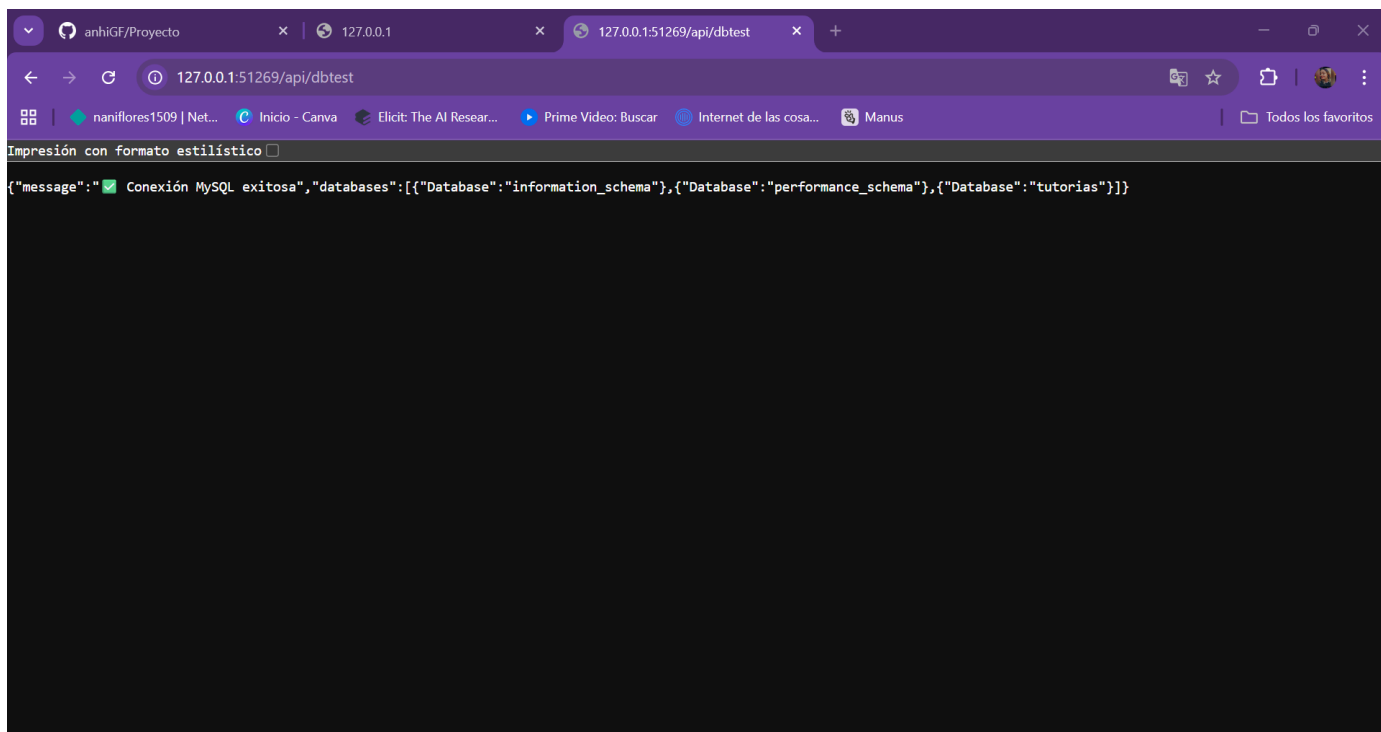 anhiGF/Proyecto
127.0.0.1
127.0.0.1:51269/api/dbtest
127.0.0.1:51269/api/dbtest
naniflores1509 | Net...
Inicio - Canva
Elicit: The AI Resear...
Prime Video: Buscar
Internet de las cosa...
Manus
Todos los favoritos
Impresión con formato estilístico
{"message":"✅ Conexión MySQL exitosa","databases":[{"Database":"information_schema"},{"Database":"performance_schema"},{"Database":"tutorias"}]}